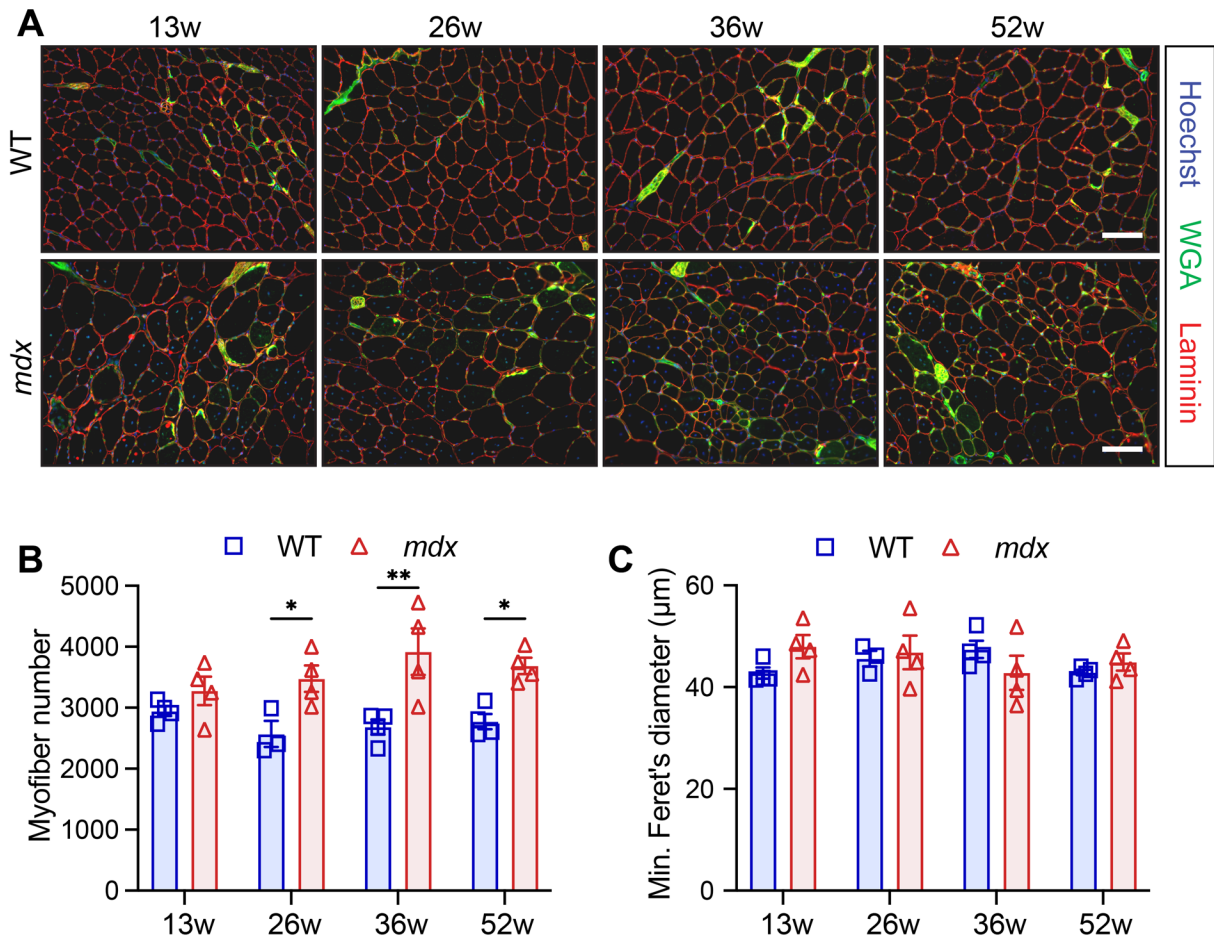 A
13w 26w 36w 52w
WT
mdx
Hoechst WGA Laminin
B
WT mdx
Myofiber number
5000
4000
3000
2000
1000
0
* ** *
13w 26w 36w 52w
C
WT mdx
Min. Feret's diameter (µm)
60
40
20
0
13w 26w 36w 52w